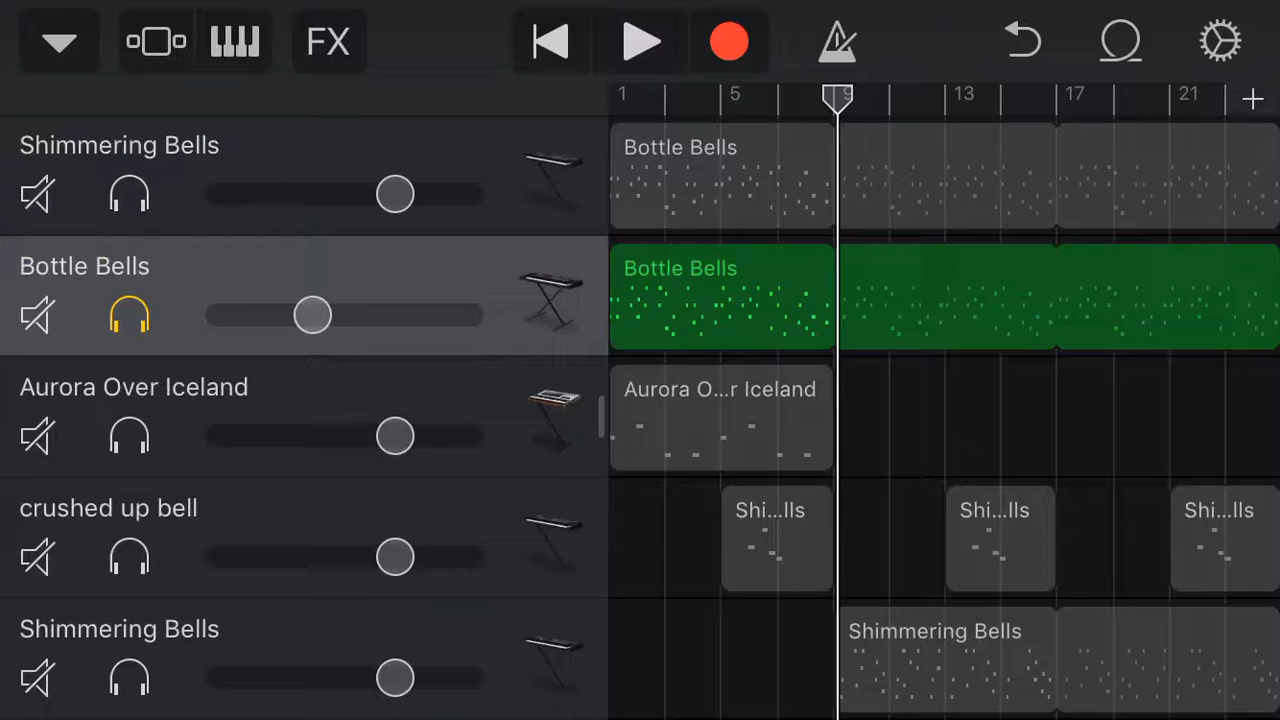 FX
1 5 9 13 17 21
Shimmering Bells
Bottle Bells
Bottle Bells
Bottle Bells
Aurora Over Iceland
Aurora O...r Iceland
crushed up bell
Shi...lls Shi...lls Shi...lls
Shimmering Bells
Shimmering Bells